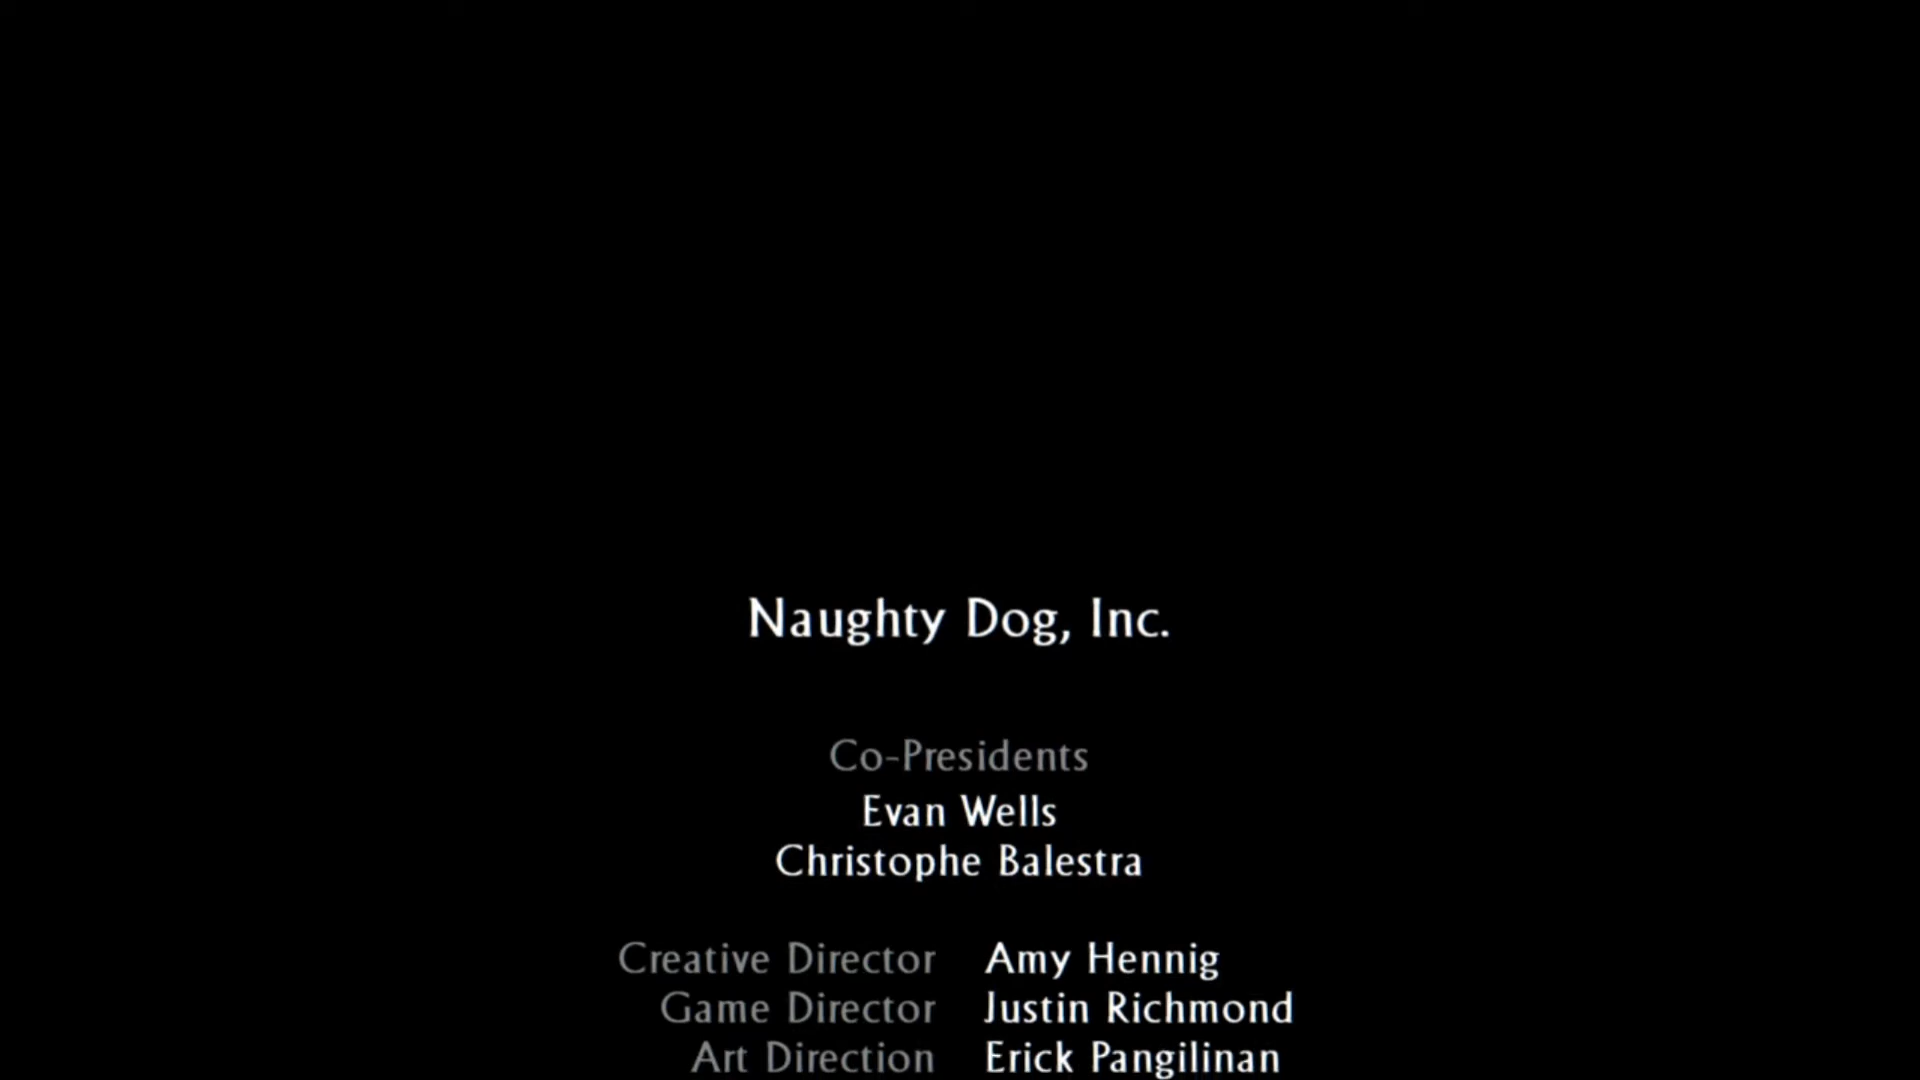 Naughty Dog, Inc.
Co-Presidents
Evan Wells
Christophe Balestra
Creative Director Amy Hennig
Game Director Justin Richmond
Art Direction Erick Pangilinan